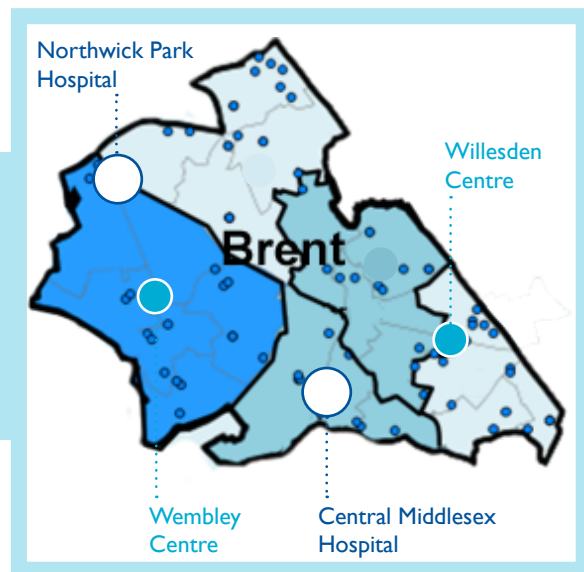 Northwick Park
Hospital
Willesden
Centre
Brent
Wembley
Centre
Central Middlesex
Hospital